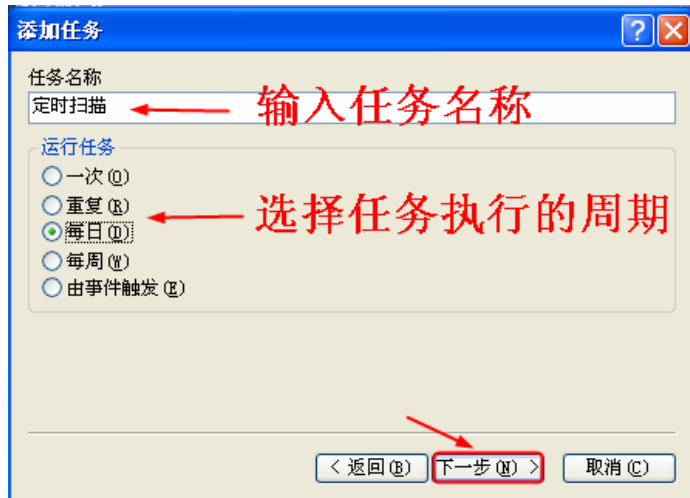 添加任务
任务名称
定时扫描
输入任务名称
运行任务
一次(O)
重复(R)
选择任务执行的周期
每日(D)
每周(W)
由事件触发(E)
< 返回(B)
下一步(N) >
取消(C)